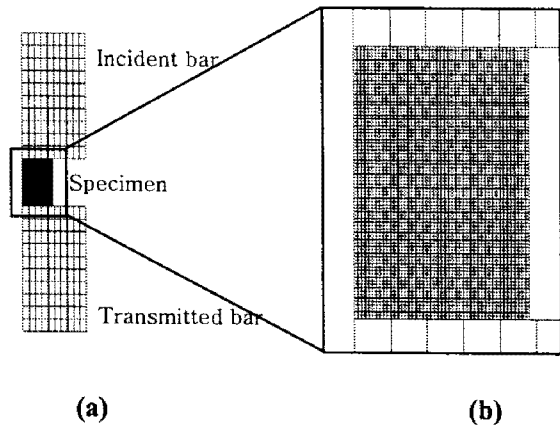 Incident bar
Specimen
Transmitted bar
(a)
(b)